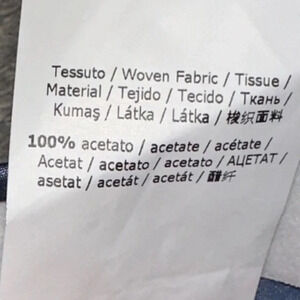 Tessuto / Woven Fabric / Tissue /
Material / Tejido / Tecido / Ткань /
Kumaş / Látka / Látka / 梭织面料
100% acetato / acetate / acétate /
Acetat / acetato / acetato / АЦЕТАТ /
asetat / acetát / acetát / 醋纤